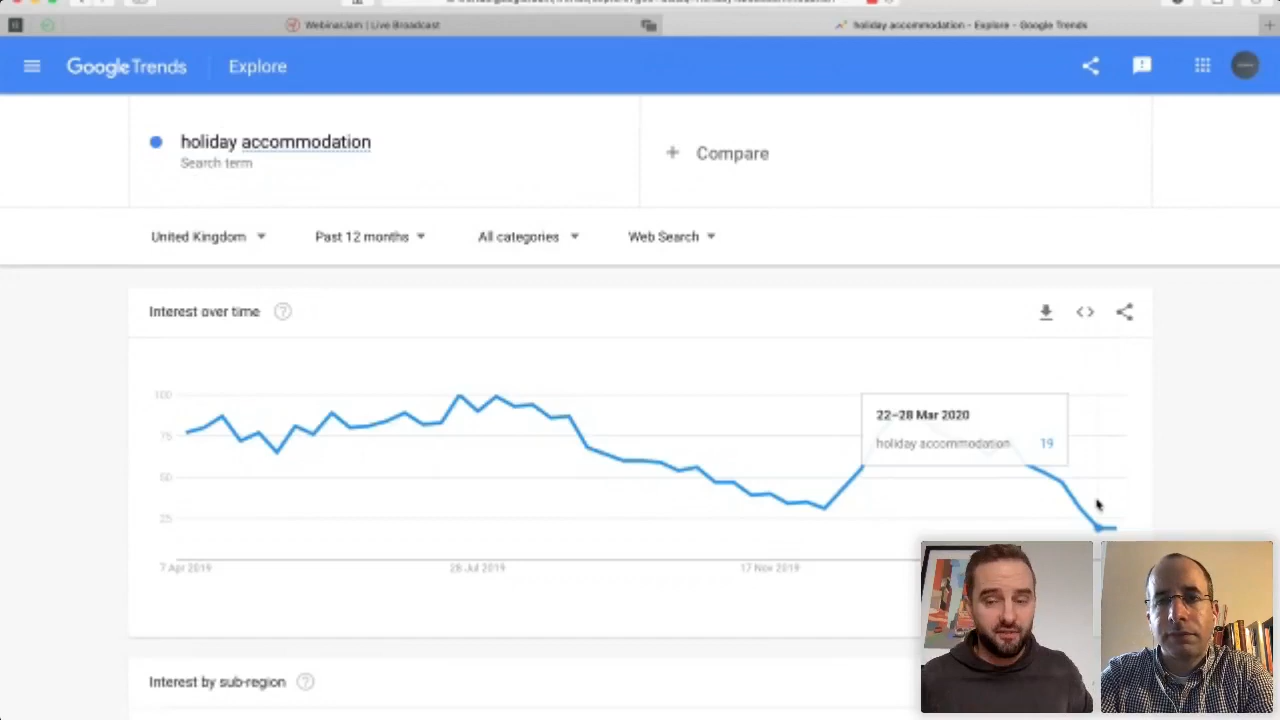 WebinarJam | Live Broadcast
holiday accommodation - Explore - Google Trends
Google Trends
Explore
holiday accommodation
Search term
+ Compare
United Kingdom
Past 12 months
All categories
Web Search
Interest over time
100
75
50
25
22–28 Mar 2020
holiday accommodation 19
7 Apr 2019
28 Jul 2019
17 Nov 2019
Interest by sub-region